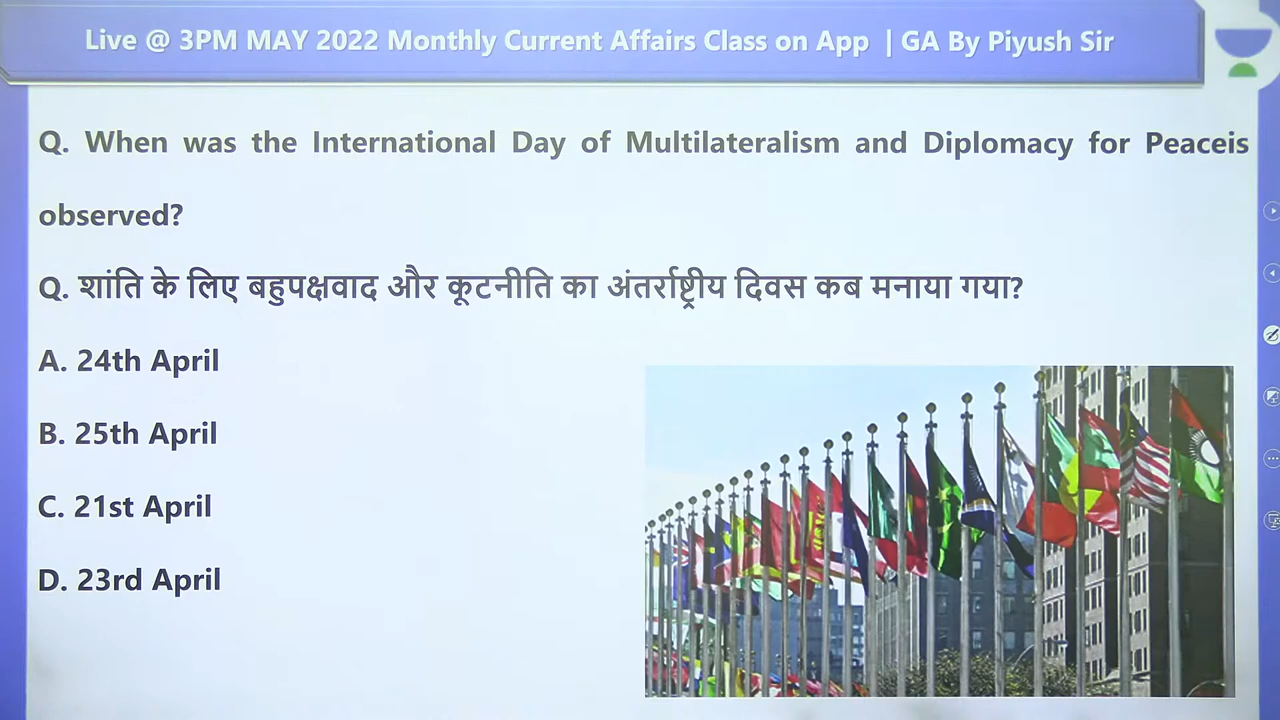 Live @ 3PM MAY 2022 Monthly Current Affairs Class on App | GA By Piyush Sir
Q. When was the International Day of Multilateralism and Diplomacy for Peaceis
observed?
Q. शांति के लिए बहुपक्षवाद और कूटनीति का अंतर्राष्ट्रीय दिवस कब मनाया गया?
A. 24th April
B. 25th April
C. 21st April
D. 23rd April